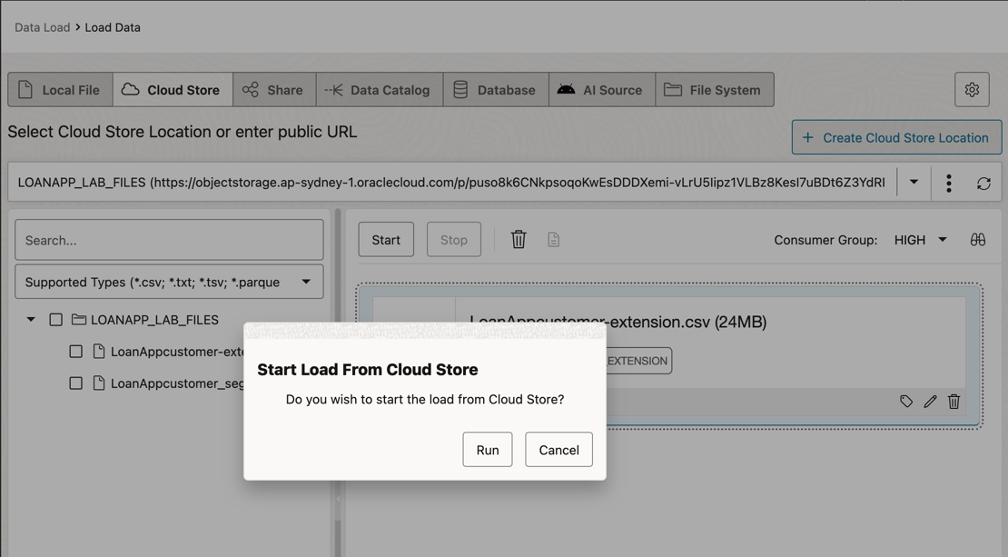 Data Load > Load Data
Local File
Cloud Store
Share
Data Catalog
Database
AI Source
File System
Select Cloud Store Location or enter public URL
+ Create Cloud Store Location
LOANAPP_LAB_FILES (https://objectstorage.ap-sydney-1.oraclecloud.com/p/puso8k6CNkpsoqoKwEsDDDXemi-vLrU5Iipz1VLBz8KesI7uBDt6Z3YdRI
Search...
Start
Stop
Consumer Group: HIGH
Supported Types (*.csv; *.txt; *.tsv; *.parque
LOANAPP_LAB_FILES
LoanAppcustomer-exte
LoanAppcustomer_seg
LoanAppcustomer-extension.csv (24MB)
EXTENSION
Start Load From Cloud Store
Do you wish to start the load from Cloud Store?
Run
Cancel